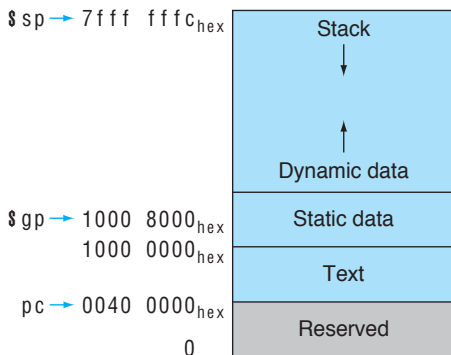 $sp → 7fff fffc hex
Stack
Dynamic data
$gp → 1000 8000 hex
Static data
1000 0000 hex
Text
pc → 0040 0000 hex
Reserved
0